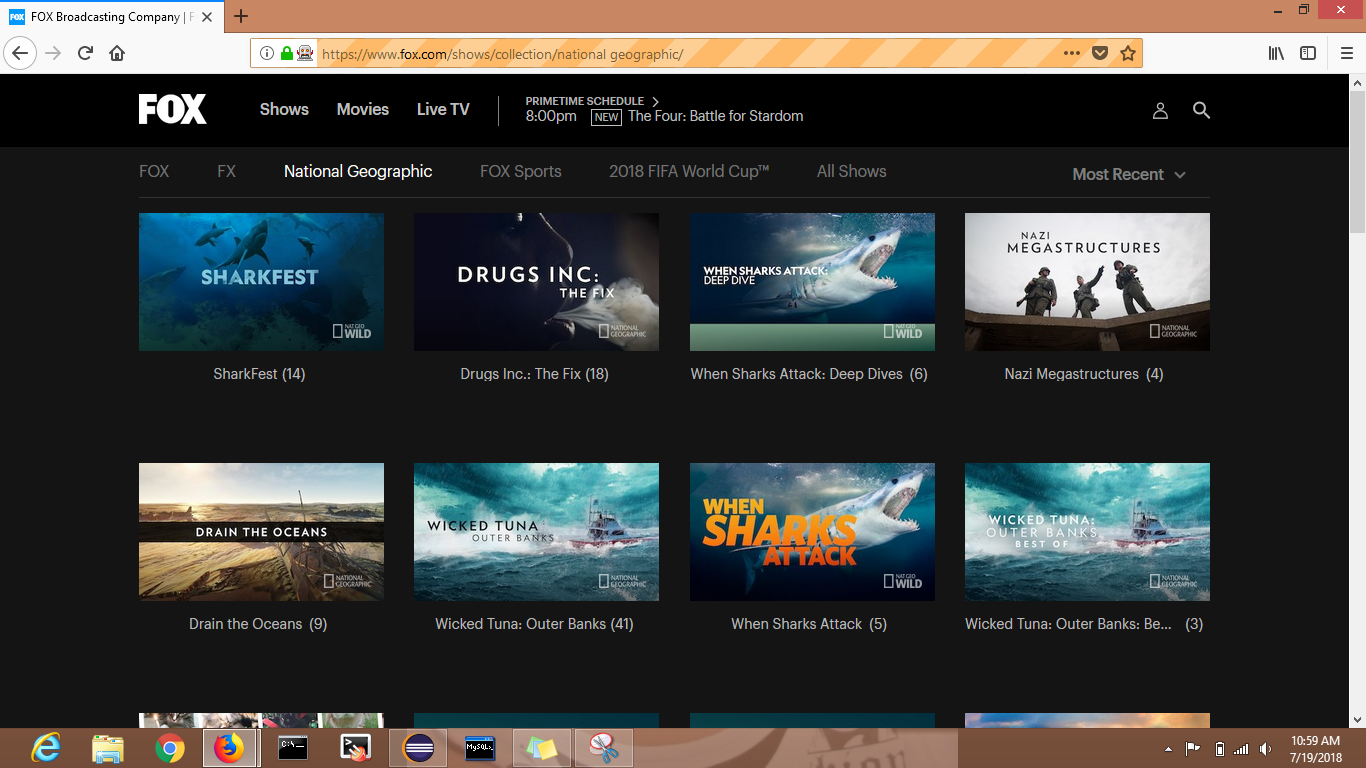 FOX
FOX Broadcasting Company | F
https://www.fox.com/shows/collection/national geographic/
FOX
Shows
Movies
Live TV
PRIMETIME SCHEDULE
8:00pm NEW The Four: Battle for Stardom
FOX
FX
National Geographic
FOX Sports
2018 FIFA World Cup™
All Shows
Most Recent
SHARKFEST
NAT GEO
WILD
DRUGS INC:
THE FIX
NATIONAL
GEOGRAPHIC
WHEN SHARKS ATTACK:
DEEP DIVE
NAT GEO
WILD
NAZI
MEGASTRUCTURES
NATIONAL
GEOGRAPHIC
SharkFest (14)
Drugs Inc.: The Fix (18)
When Sharks Attack: Deep Dives (6)
Nazi Megastructures (4)
DRAIN THE OCEANS
NATIONAL
GEOGRAPHIC
WICKED TUNA
OUTER BANKS
NATIONAL
GEOGRAPHIC
WHEN
SHARKS
ATTACK
NAT GEO
WILD
WICKED TUNA:
OUTER BANKS
BEST OF
NATIONAL
GEOGRAPHIC
Drain the Oceans (9)
Wicked Tuna: Outer Banks (41)
When Sharks Attack (5)
Wicked Tuna: Outer Banks: Be... (3)
C:\_
MySQL
10:59 AM
7/19/2018